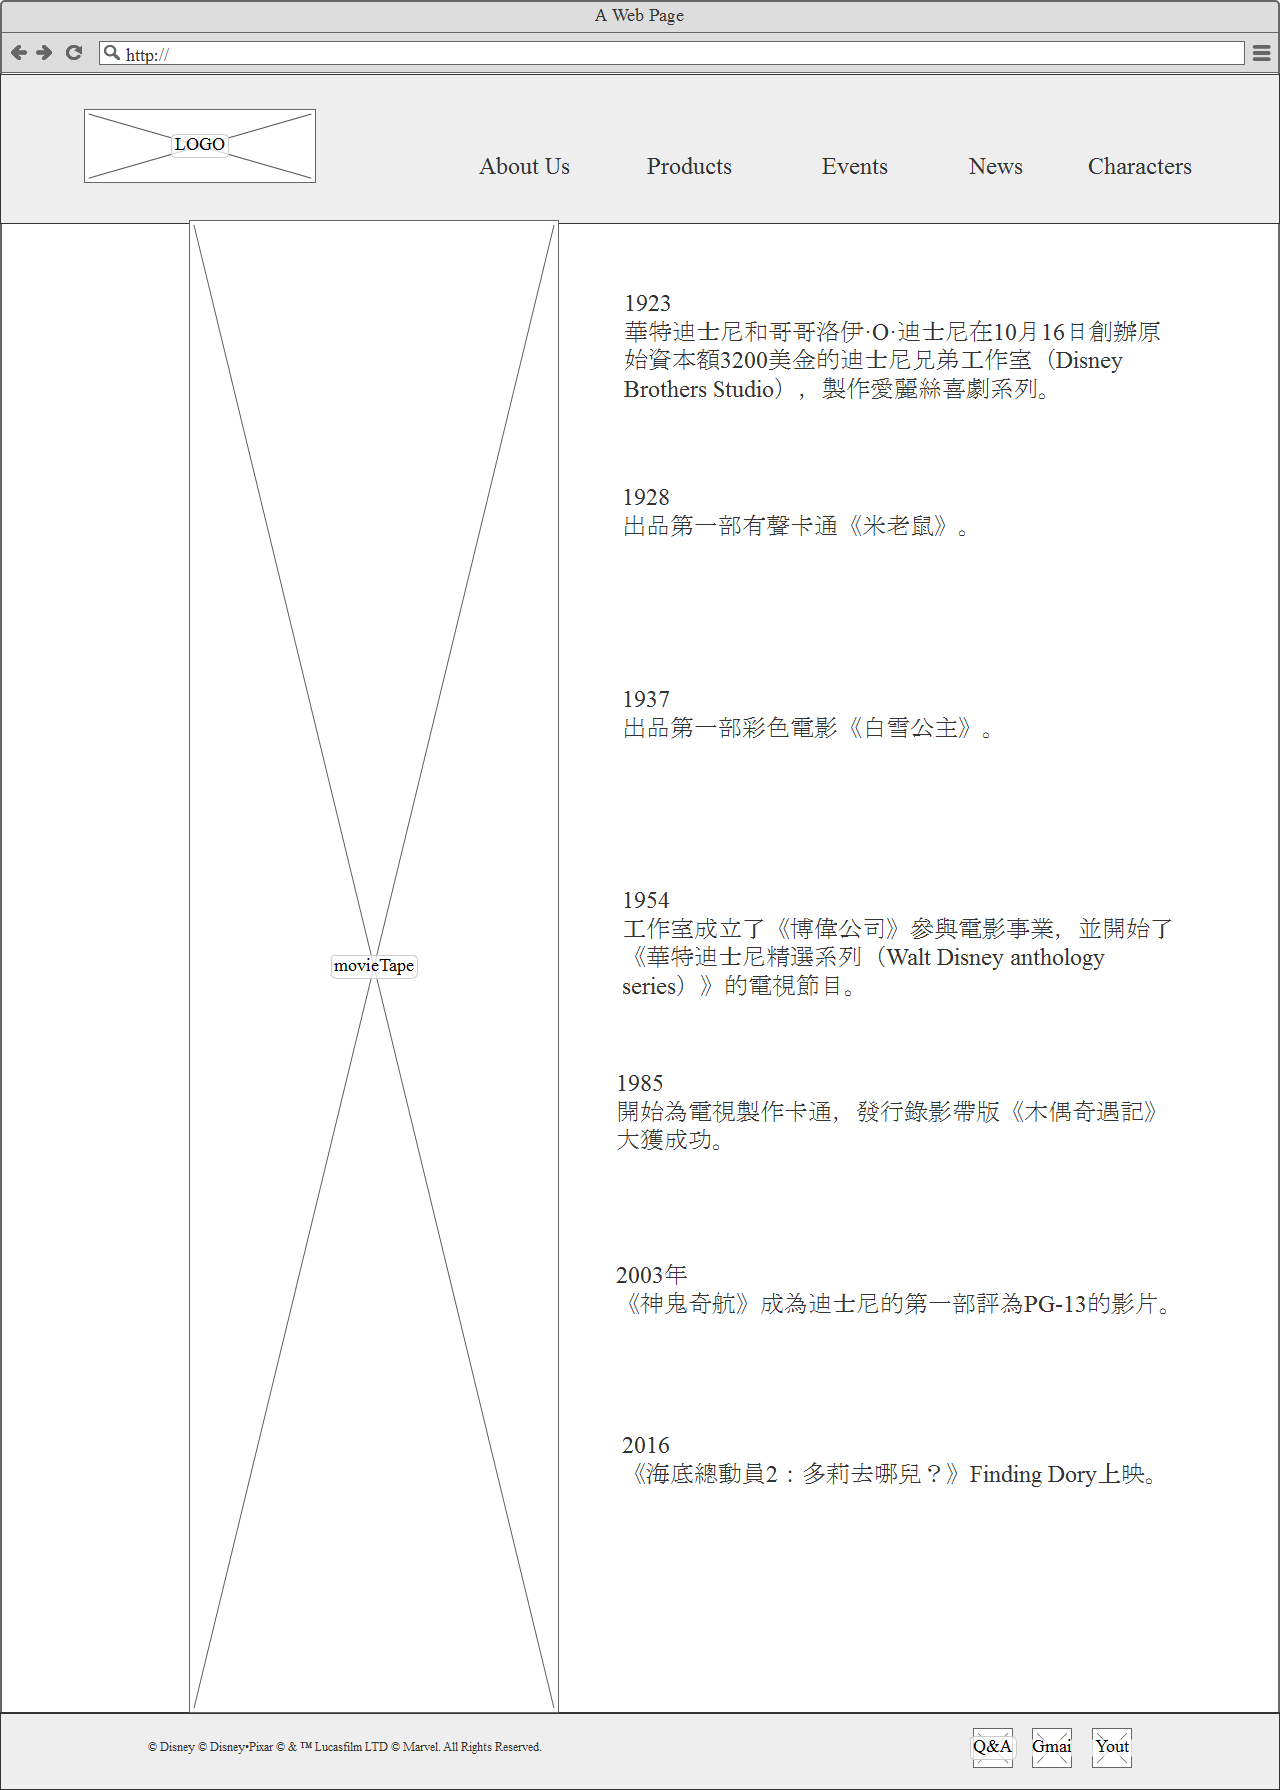 A Web Page
http://
LOGO
About Us
Products
Events
News
Characters
1923
華特迪士尼和哥哥洛伊·O·迪士尼在10月16日創辦原
始資本額3200美金的迪士尼兄弟工作室（Disney
Brothers Studio），製作愛麗絲喜劇系列。
1928
出品第一部有聲卡通《米老鼠》。
1937
出品第一部彩色電影《白雪公主》。
1954
工作室成立了《博偉公司》參與電影事業，並開始了
《華特迪士尼精選系列（Walt Disney anthology
series）》的電視節目。
movieTape
1985
開始為電視製作卡通，發行錄影帶版《木偶奇遇記》
大獲成功。
2003年
《神鬼奇航》成為迪士尼的第一部評為PG-13的影片。
2016
《海底總動員2：多莉去哪兒？》Finding Dory上映。
© Disney © Disney•Pixar © & ™ Lucasfilm LTD © Marvel. All Rights Reserved.
Q&A
Gmai
Yout